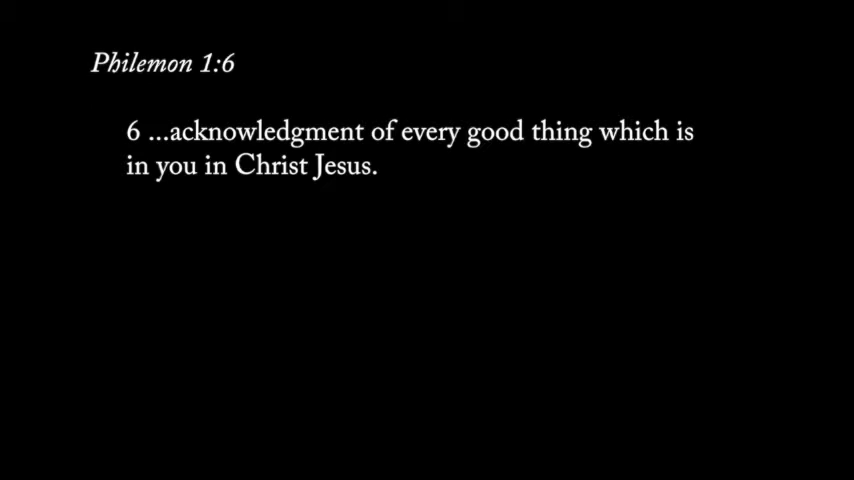 Philemon 1:6
6 ...acknowledgment of every good thing which is
in you in Christ Jesus.